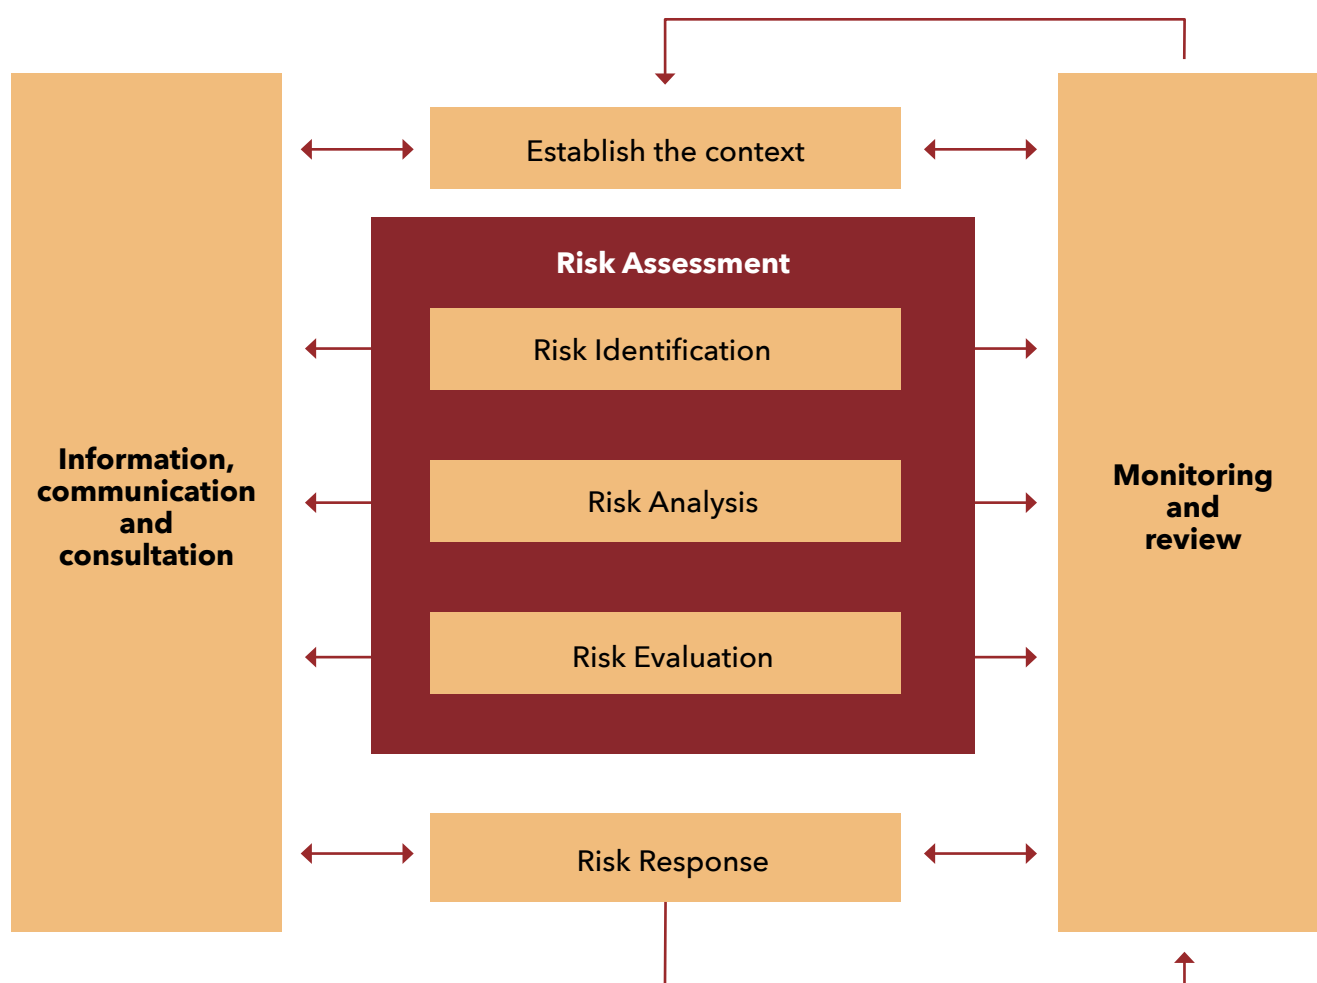 Establish the context
Risk Assessment
Risk Identification
Risk Analysis
Risk Evaluation
Risk Response
Information,
communication
and
consultation
Monitoring
and
review